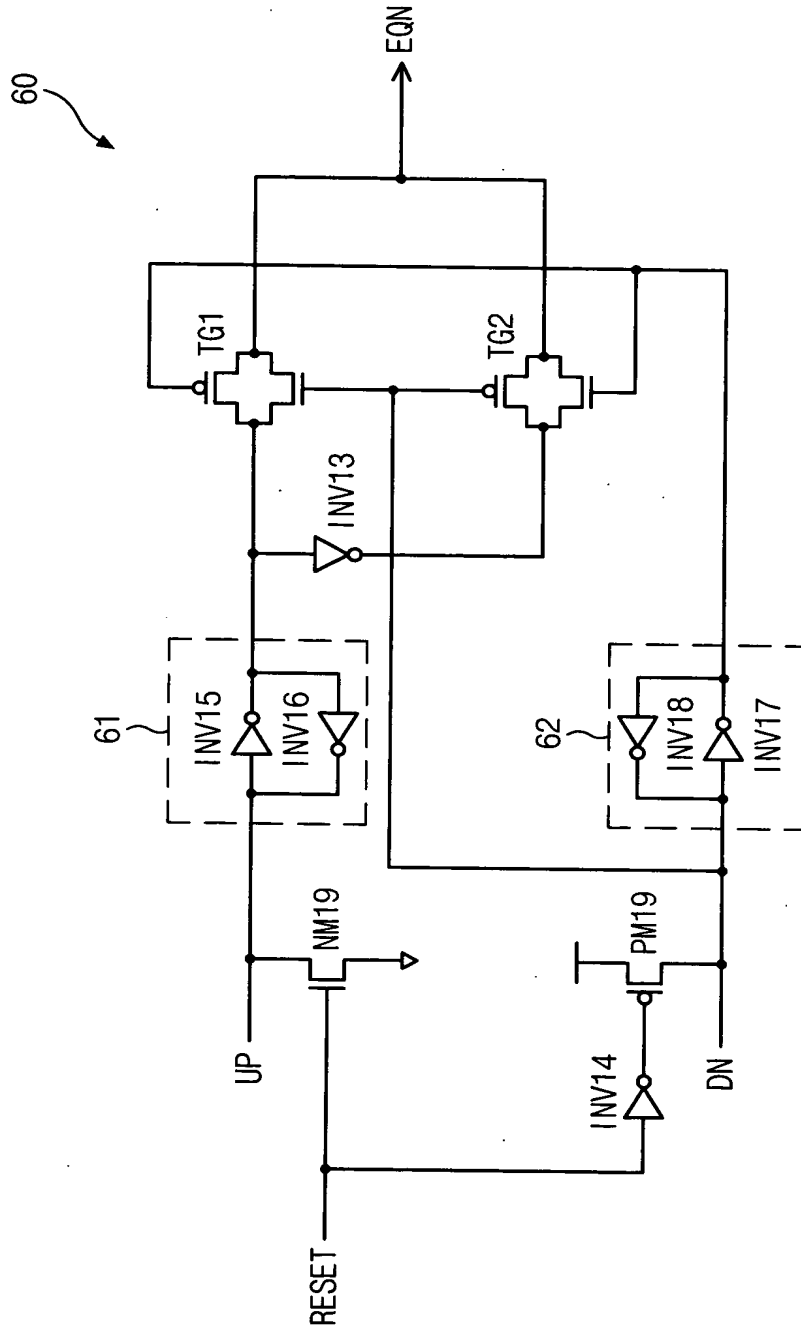 60
EQN
TG1
TG2
INV13
61
INV15
INV16
62
INV18
INV17
UP
NM19
PM19
INV14
DN
RESET